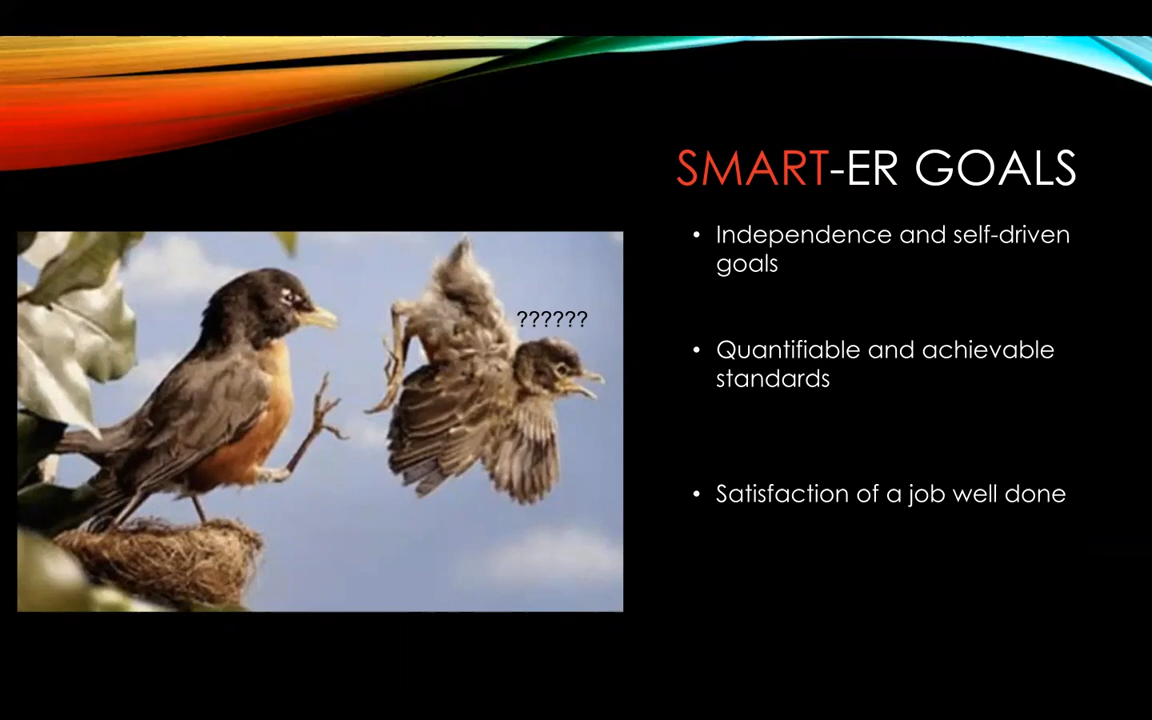 SMART-ER GOALS
• Independence and self-driven
goals
??????
• Quantifiable and achievable
standards
• Satisfaction of a job well done